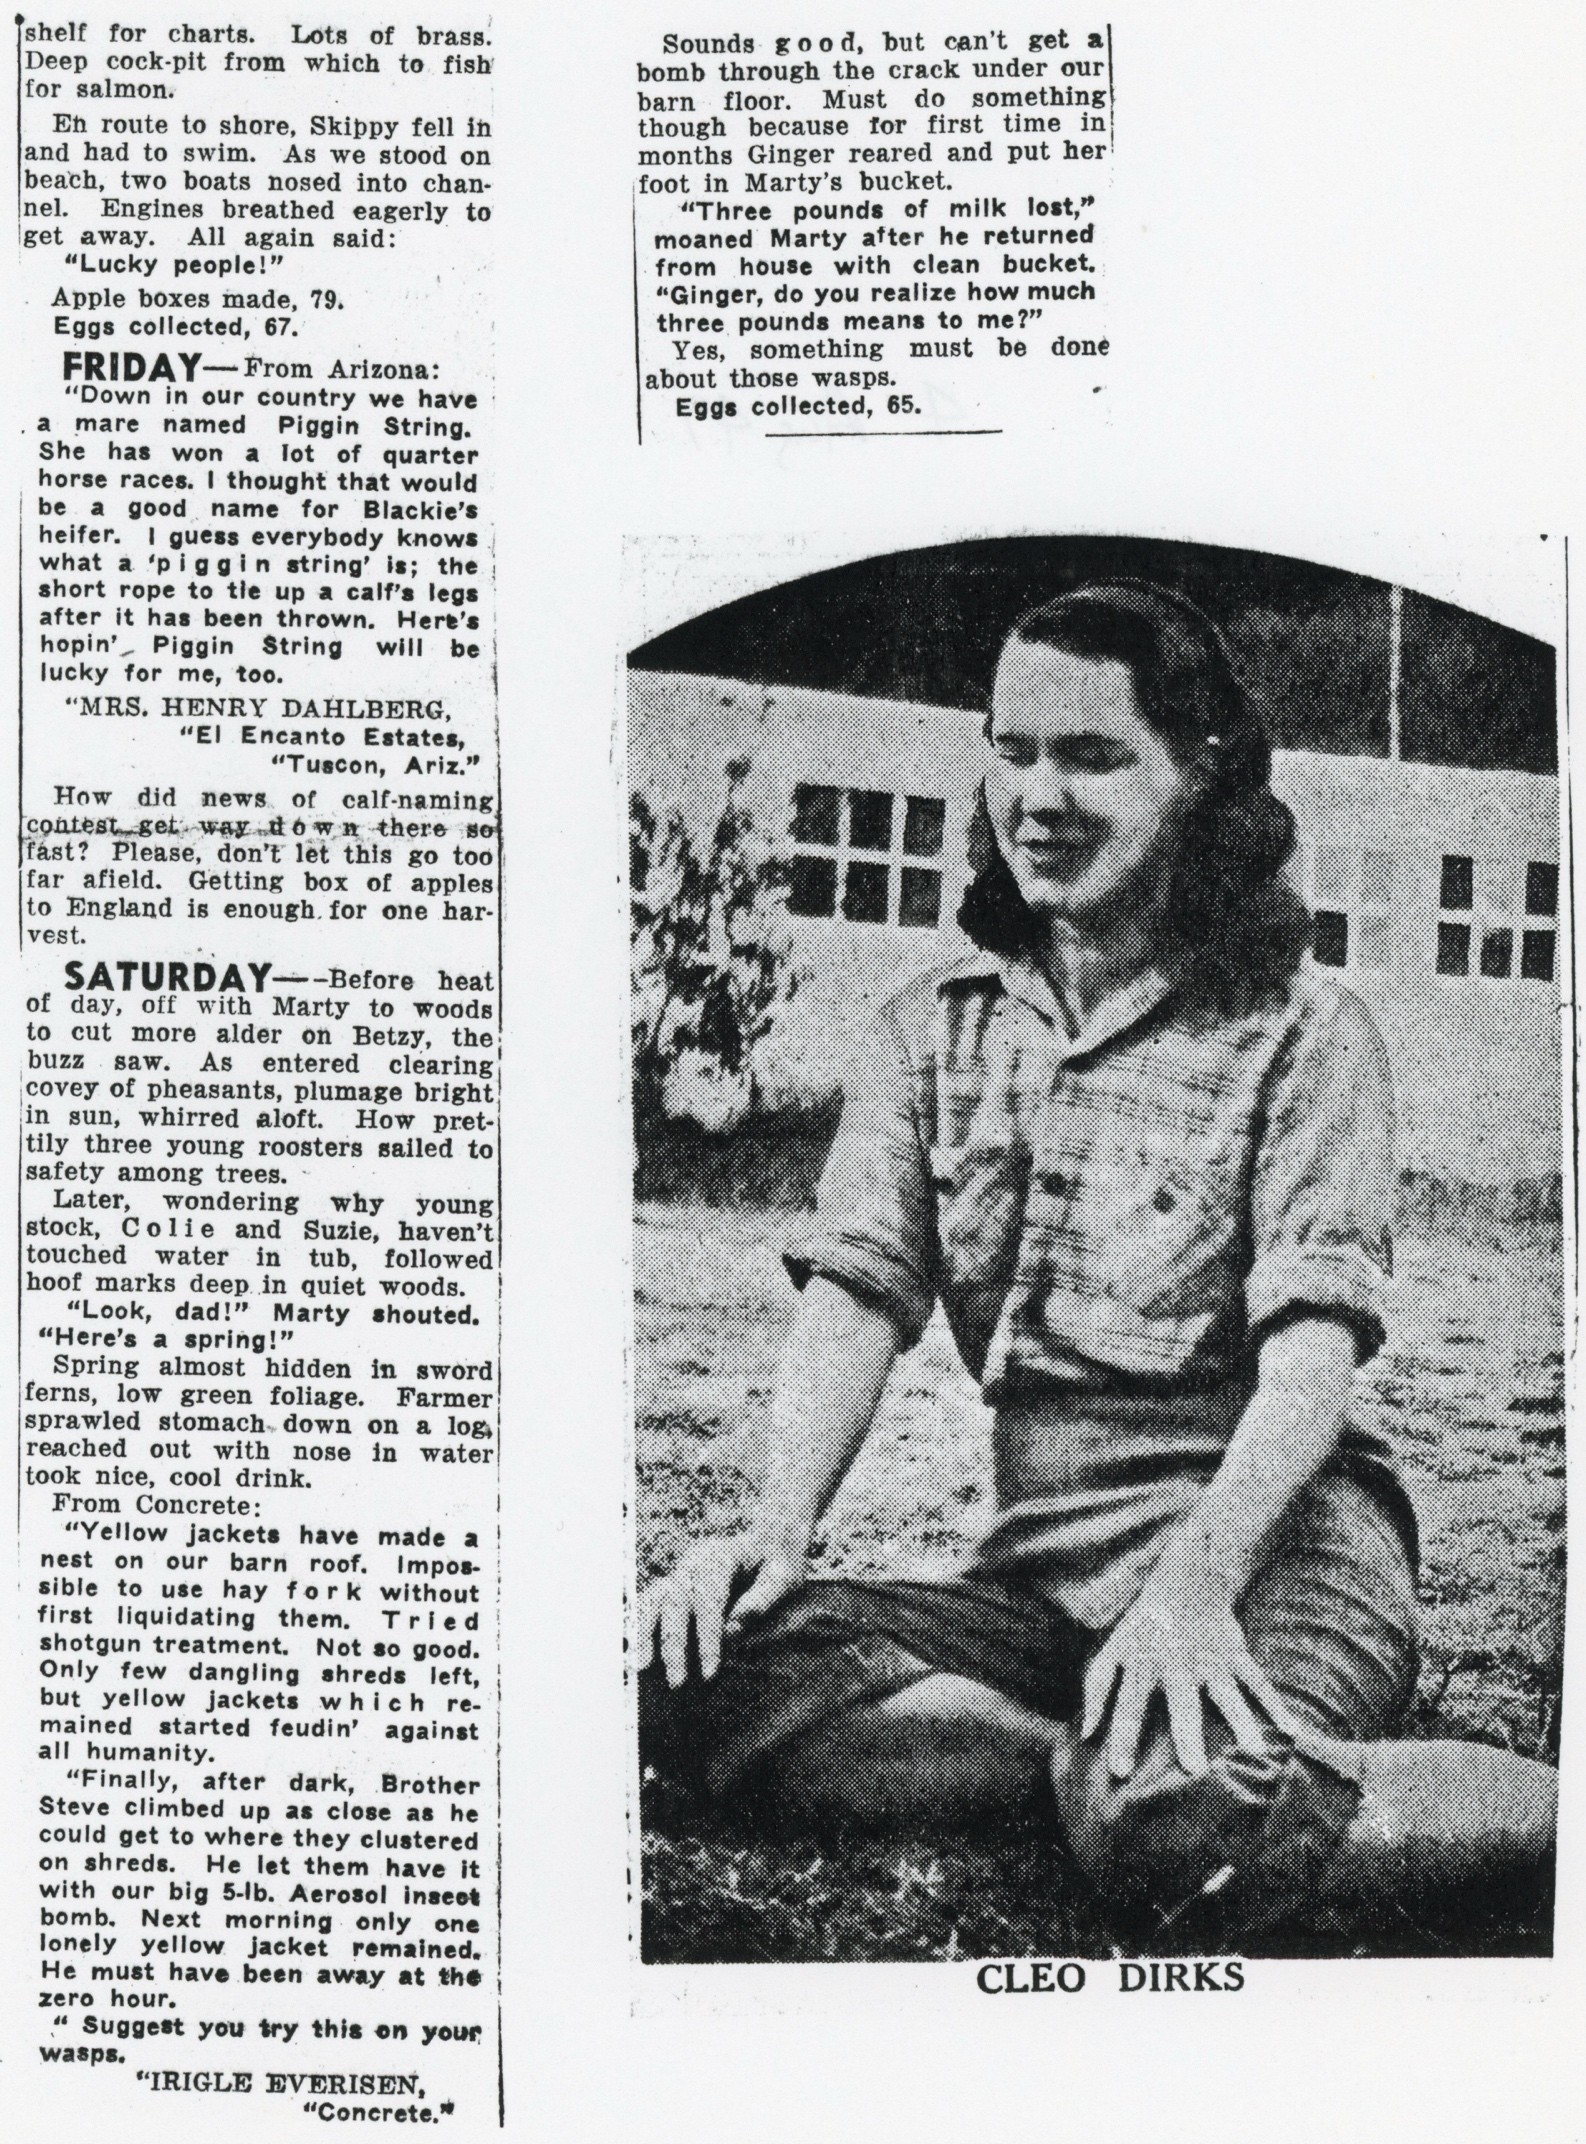 shelf for charts. Lots of brass.
Deep cock-pit from which to fish
for salmon.
En route to shore, Skippy fell in
and had to swim. As we stood on
beach, two boats nosed into chan-
nel. Engines breathed eagerly to
get away. All again said:
"Lucky people!"
Apple boxes made, 79.
Eggs collected, 67.
FRIDAY—From Arizona:
"Down in our country we have
a mare named Piggin String.
She has won a lot of quarter
horse races. I thought that would
be a good name for Blackie's
heifer. I guess everybody knows
what a 'piggin string' is; the
short rope to tie up a calf's legs
after it has been thrown. Here's
hopin' Piggin String will be
lucky for me, too.
"MRS. HENRY DAHLBERG,
"El Encanto Estates,
"Tuscon, Ariz."
How did news of calf-naming
contest get way down there so
fast? Please, don't let this go too
far afield. Getting box of apples
to England is enough for one har-
vest.
SATURDAY—-Before heat
of day, off with Marty to woods
to cut more alder on Betzy, the
buzz saw. As entered clearing
covey of pheasants, plumage bright
in sun, whirred aloft. How pret-
tily three young roosters sailed to
safety among trees.
Later, wondering why young
stock, Colie and Suzie, haven't
touched water in tub, followed
hoof marks deep in quiet woods.
"Look, dad!" Marty shouted.
"Here's a spring!"
Spring almost hidden in sword
ferns, low green foliage. Farmer
sprawled stomach down on a log,
reached out with nose in water
took nice, cool drink.
From Concrete:
"Yellow jackets have made a
nest on our barn roof. Impos-
sible to use hay fork without
first liquidating them. Tried
shotgun treatment. Not so good.
Only few dangling shreds left,
but yellow jackets which re-
mained started feudin' against
all humanity.
"Finally, after dark, Brother
Steve climbed up as close as he
could get to where they clustered
on shreds. He let them have it
with our big 5-lb. Aerosol insect
bomb. Next morning only one
lonely yellow jacket remained.
He must have been away at the
zero hour.
" Suggest you try this on your
wasps.
"IRIGLE EVERISEN,
"Concrete."
Sounds good, but can't get a
bomb through the crack under our
barn floor. Must do something
though because for first time in
months Ginger reared and put her
foot in Marty's bucket.
"Three pounds of milk lost,"
moaned Marty after he returned
from house with clean bucket.
"Ginger, do you realize how much
three pounds means to me?"
Yes, something must be done
about those wasps.
Eggs collected, 65.
CLEO DIRKS